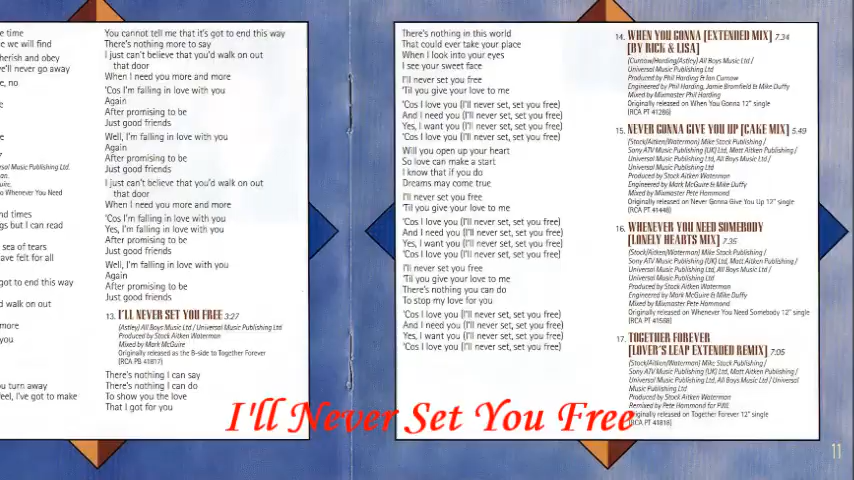 e time
e we will find
herish and obey
e'll never go away
e, no
e
e
?
rsal Music Publishing Ltd.
an.
uire.
to Whenever You Need
nd times
gs but I can read
sea of tears
ave felt for all
got to end this way
d walk on out
more
you
ou turn away
feel, I've got to make
You cannot tell me that it's got to end this way
There's nothing more to say
I just can't believe that you'd walk on out
that door
When I need you more and more
'Cos I'm falling in love with you
Again
After promising to be
Just good friends
Well, I'm falling in love with you
Again
After promising to be
Just good friends
I just can't believe that you'd walk on out
that door
When I need you more and more
'Cos I'm falling in love with you
Yes, I'm falling in love with you
After promising to be
Just good friends
Well, I'm falling in love with you
Again
After promising to be
Just good friends
13. I'LL NEVER SET YOU FREE 3:27
(Astley) All Boys Music Ltd / Universal Music Publishing Ltd
Produced by Stock Aitken Waterman
Mixed by Mark McGuire
Originally released as the B-side to Together Forever
(RCA PB 41817)
There's nothing I can say
There's nothing I can do
To show you the love
That I got for you
There's nothing in this world
That could ever take your place
When I look into your eyes
I see your sweet face
I'll never set you free
'Til you give your love to me
'Cos I love you (I'll never set, set you free)
And I need you (I'll never set, set you free)
Yes, I want you (I'll never set, set you free)
'Cos I love you (I'll never set, set you free)
Will you open up your heart
So love can make a start
I know that if you do
Dreams may come true
I'll never set you free
'Til you give your love to me
'Cos I love you (I'll never set, set you free)
And I need you (I'll never set, set you free)
Yes, I want you (I'll never set, set you free)
'Cos I love you (I'll never set, set you free)
I'll never set you free
'Til you give your love to me
There's nothing you can do
To stop my love for you
'Cos I love you (I'll never set, set you free)
And I need you (I'll never set, set you free)
Yes, I want you (I'll never set, set you free)
'Cos I love you (I'll never set, set you free)
14. WHEN YOU GONNA [EXTENDED MIX] 7.34
[BY RICK & LISA]
(Curnow/Harding/Astley) All Boys Music Ltd /
Universal Music Publishing Ltd
Produced by Phil Harding & Ian Curnow
Engineered by Phil Harding, Jamie Bromfield & Mike Duffy
Mixed by Mixmaster Phil Harding
Originally released on When You Gonna 12" single
(RCA PT 41286)
15. NEVER GONNA GIVE YOU UP [CAKE MIX] 5.49
(Stock/Aitken/Waterman) Mike Stock Publishing /
Sony ATV Music Publishing (UK) Ltd, Matt Aitken Publishing /
Universal Music Ltd, All Boys Music Ltd /
Universal Music Publishing Ltd
Produced by Stock Aitken Waterman
Engineered by Mark McGuire & Mike Duffy
Mixed by Mixmaster Pete Hammond
Originally released on Never Gonna Give You Up 12" single
(RCA PT 41448)
16. WHENEVER YOU NEED SOMEBODY
[LONELY HEARTS MIX] 7:35
(Stock/Aitken/Waterman) Mike Stock Publishing /
Sony ATV Music Publishing (UK) Ltd, Matt Aitken Publishing /
Universal Music Ltd, All Boys Music Ltd /
Universal Music Publishing Ltd
Produced by Stock Aitken Waterman
Engineered by Mark McGuire & Mike Duffy
Mixed by Mixmaster Pete Hammond
Originally released on Whenever You Need Somebody 12" single
(RCA PT 41568)
17. TOGETHER FOREVER
[LOVER'S LEAP EXTENDED REMIX] 7:05
(Stock/Aitken/Waterman) Mike Stock Publishing /
Sony ATV Music Publishing (UK) Ltd, Matt Aitken Publishing /
Universal Music Ltd, All Boys Music Ltd / Universal
Music Publishing Ltd
Produced by Stock Aitken Waterman
Remixed by Pete Hammond for PWL
Originally released on Together Forever 12" single
(RCA PT 41818)
I'll Never Set You Free
11